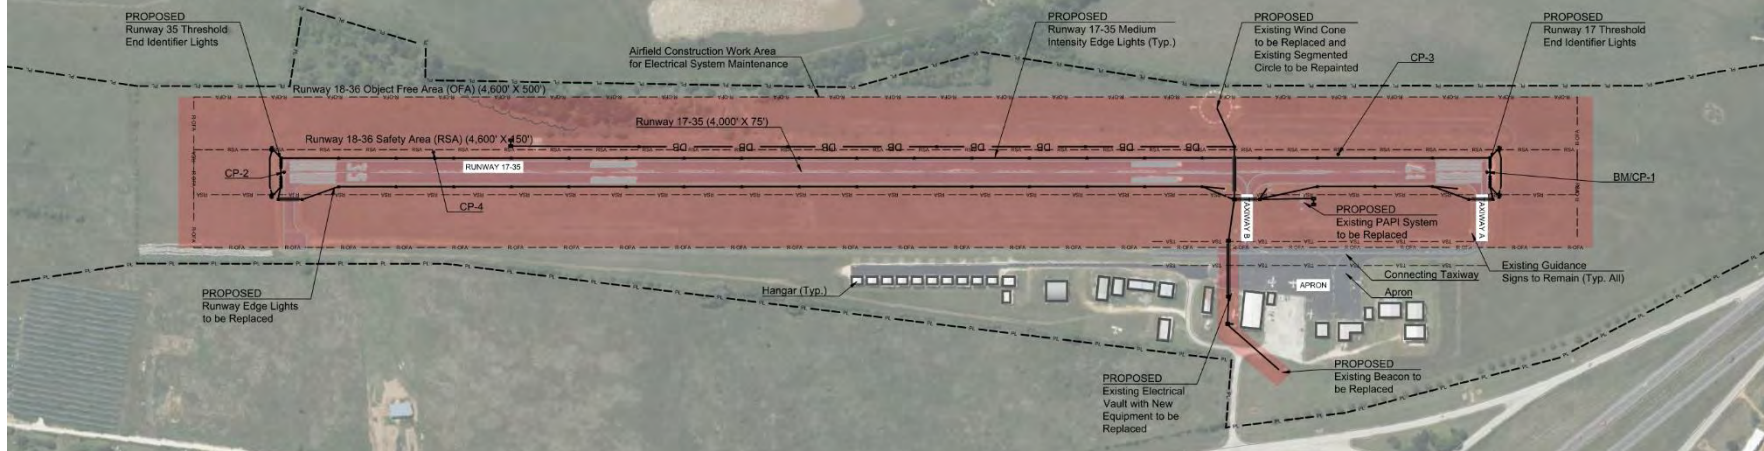 PROPOSED
Runway 35 Threshold
End Identifier Lights
Airfield Construction Work Area
for Electrical System Maintenance
PROPOSED
Runway 17-35 Medium
Intensity Edge Lights (Typ.)
PROPOSED
Existing Wind Cone
to be Replaced and
Existing Segmented
Circle to be Repainted
CP-3
PROPOSED
Runway 17 Threshold
End Identifier Lights
Runway 18-36 Object Free Area (OFA) (4,600' X 500')
Runway 17-35 (4,000' X 75')
Runway 18-36 Safety Area (RSA) (4,600' X 150')
RUNWAY 17-35
35
17
CP-2
CP-4
BM/CP-1
TAXIWAY B
TAXIWAY A
PROPOSED
Existing PAPI System
to be Replaced
Existing Guidance
Signs to Remain (Typ. All)
Connecting Taxiway
APRON
Apron
Hangar (Typ.)
PROPOSED
Runway Edge Lights
to be Replaced
PROPOSED
Existing Electrical
Vault with New
Equipment to be
Replaced
PROPOSED
Existing Beacon to
be Replaced